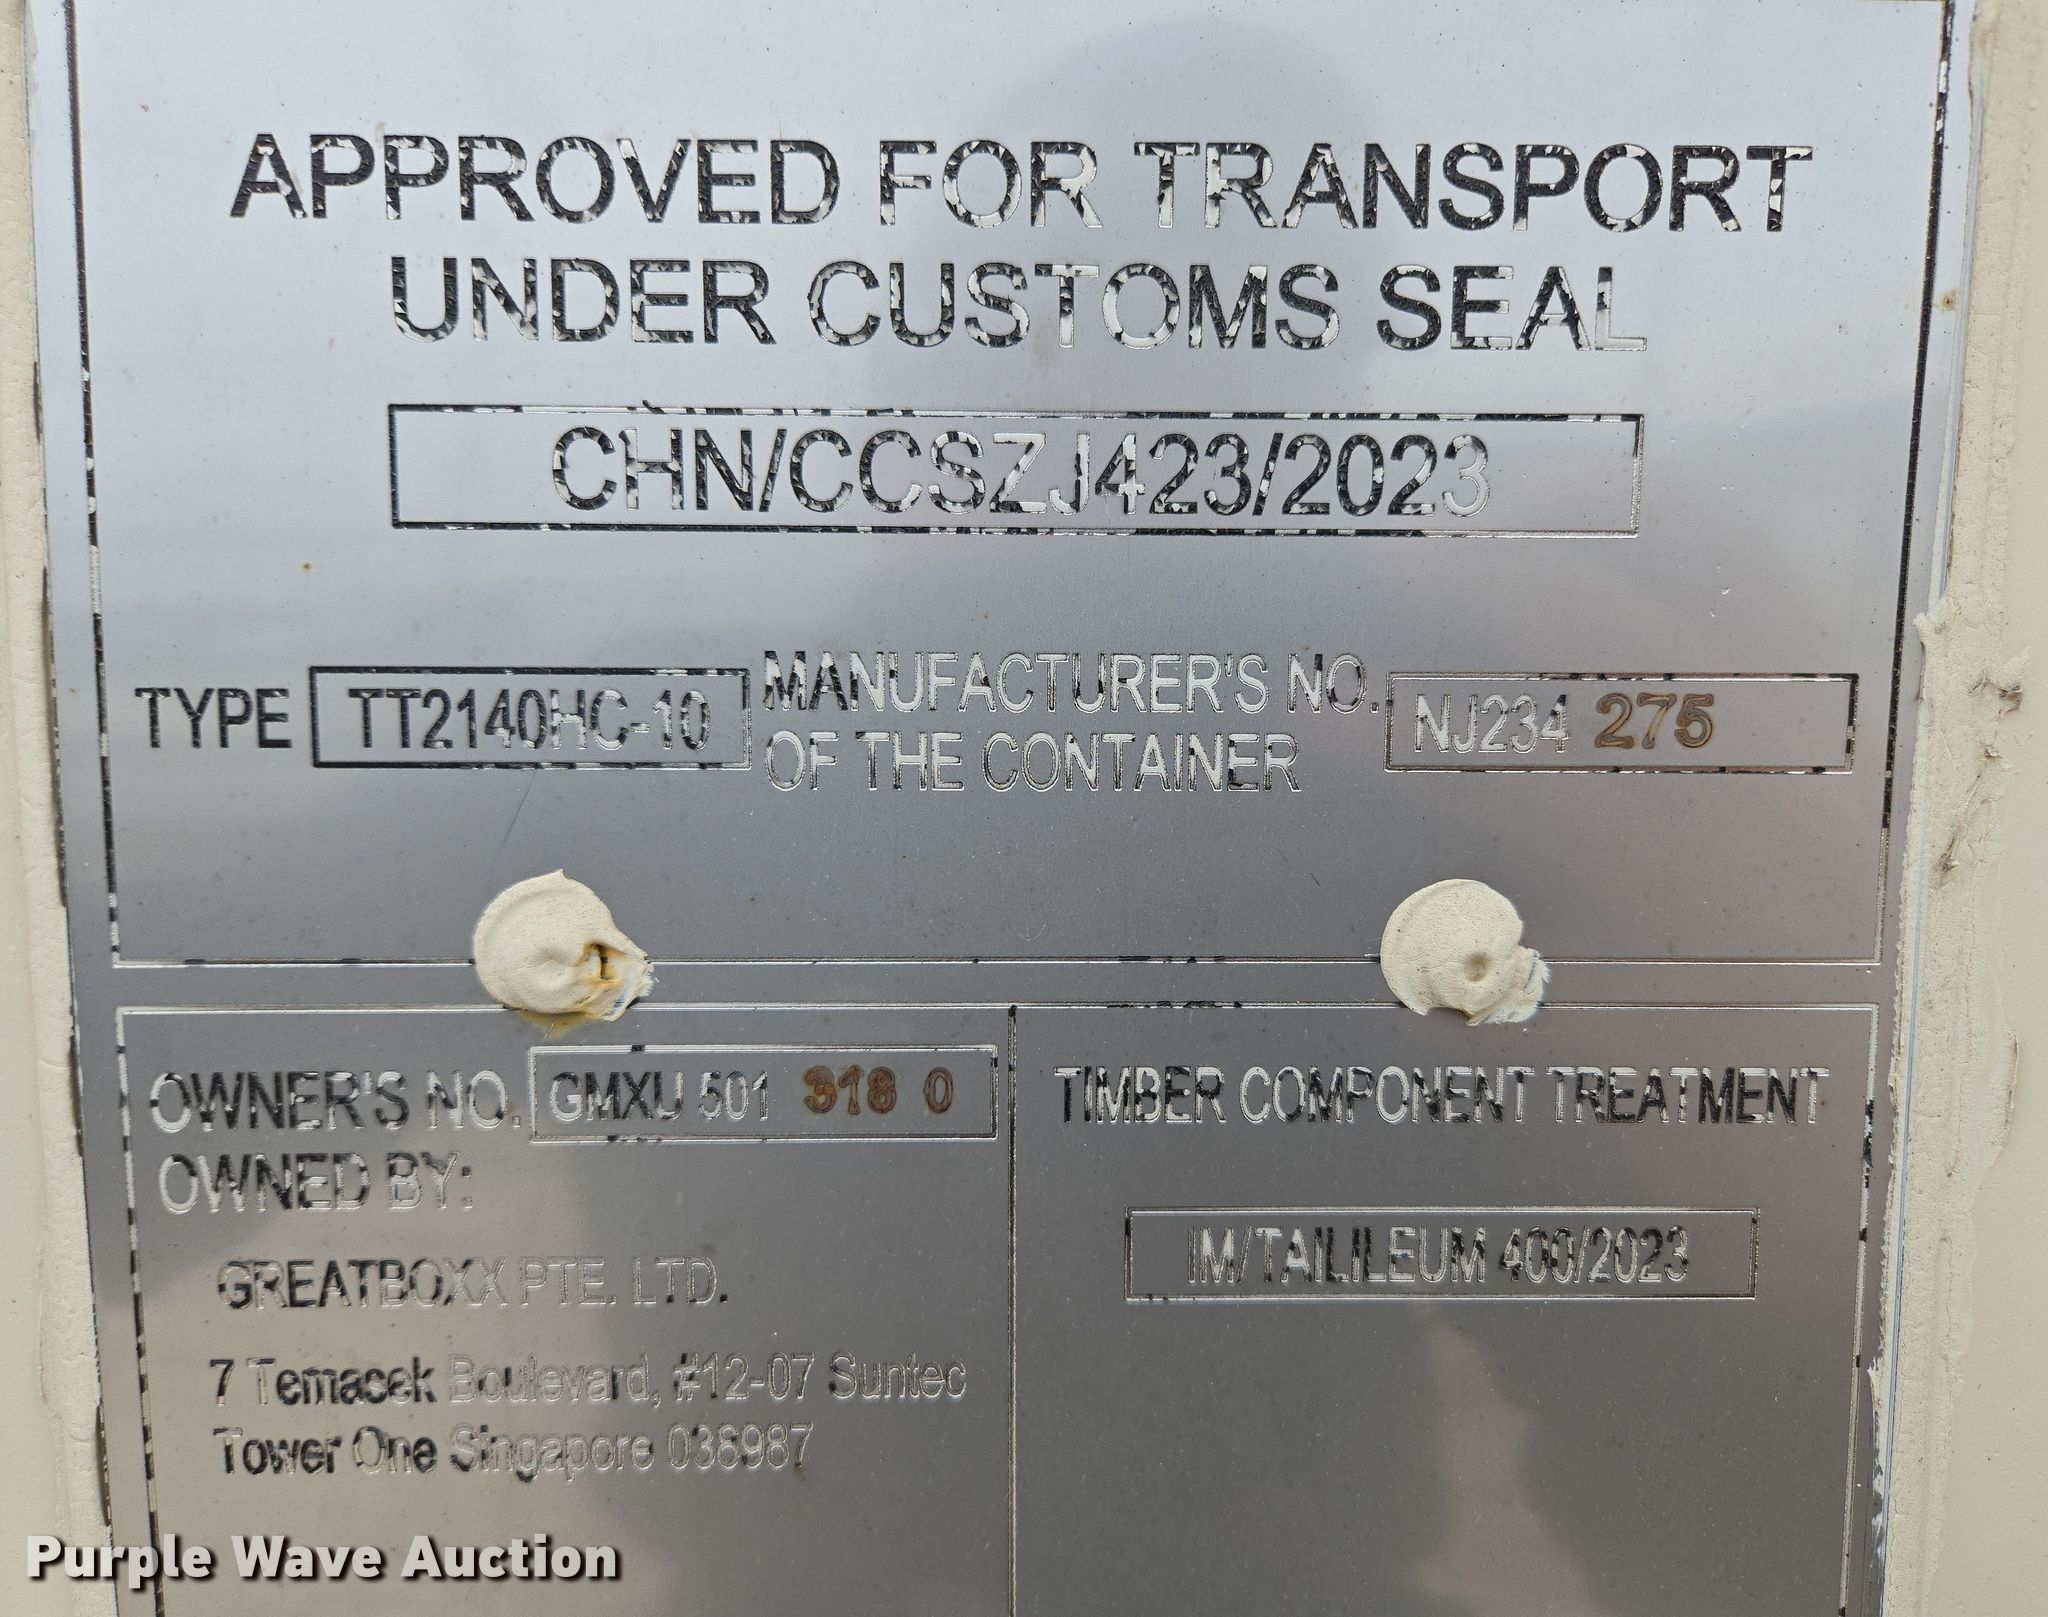 APPROVED FOR TRANSPORT
UNDER CUSTOMS SEAL
CHN/CCSZJ423/2023
TYPE TT2140HC-10 MANUFACTURER'S NO. OF THE CONTAINER NJ234 275
OWNER'S NO. GMXU 501 318 0
OWNED BY:
GREATBOXX PTE. LTD.
7 Temasek Boulevard, #12-07 Suntec
Tower One Singapore 038987
TIMBER COMPONENT TREATMENT
IM/TAILILEUM 400/2023
Purple Wave Auction